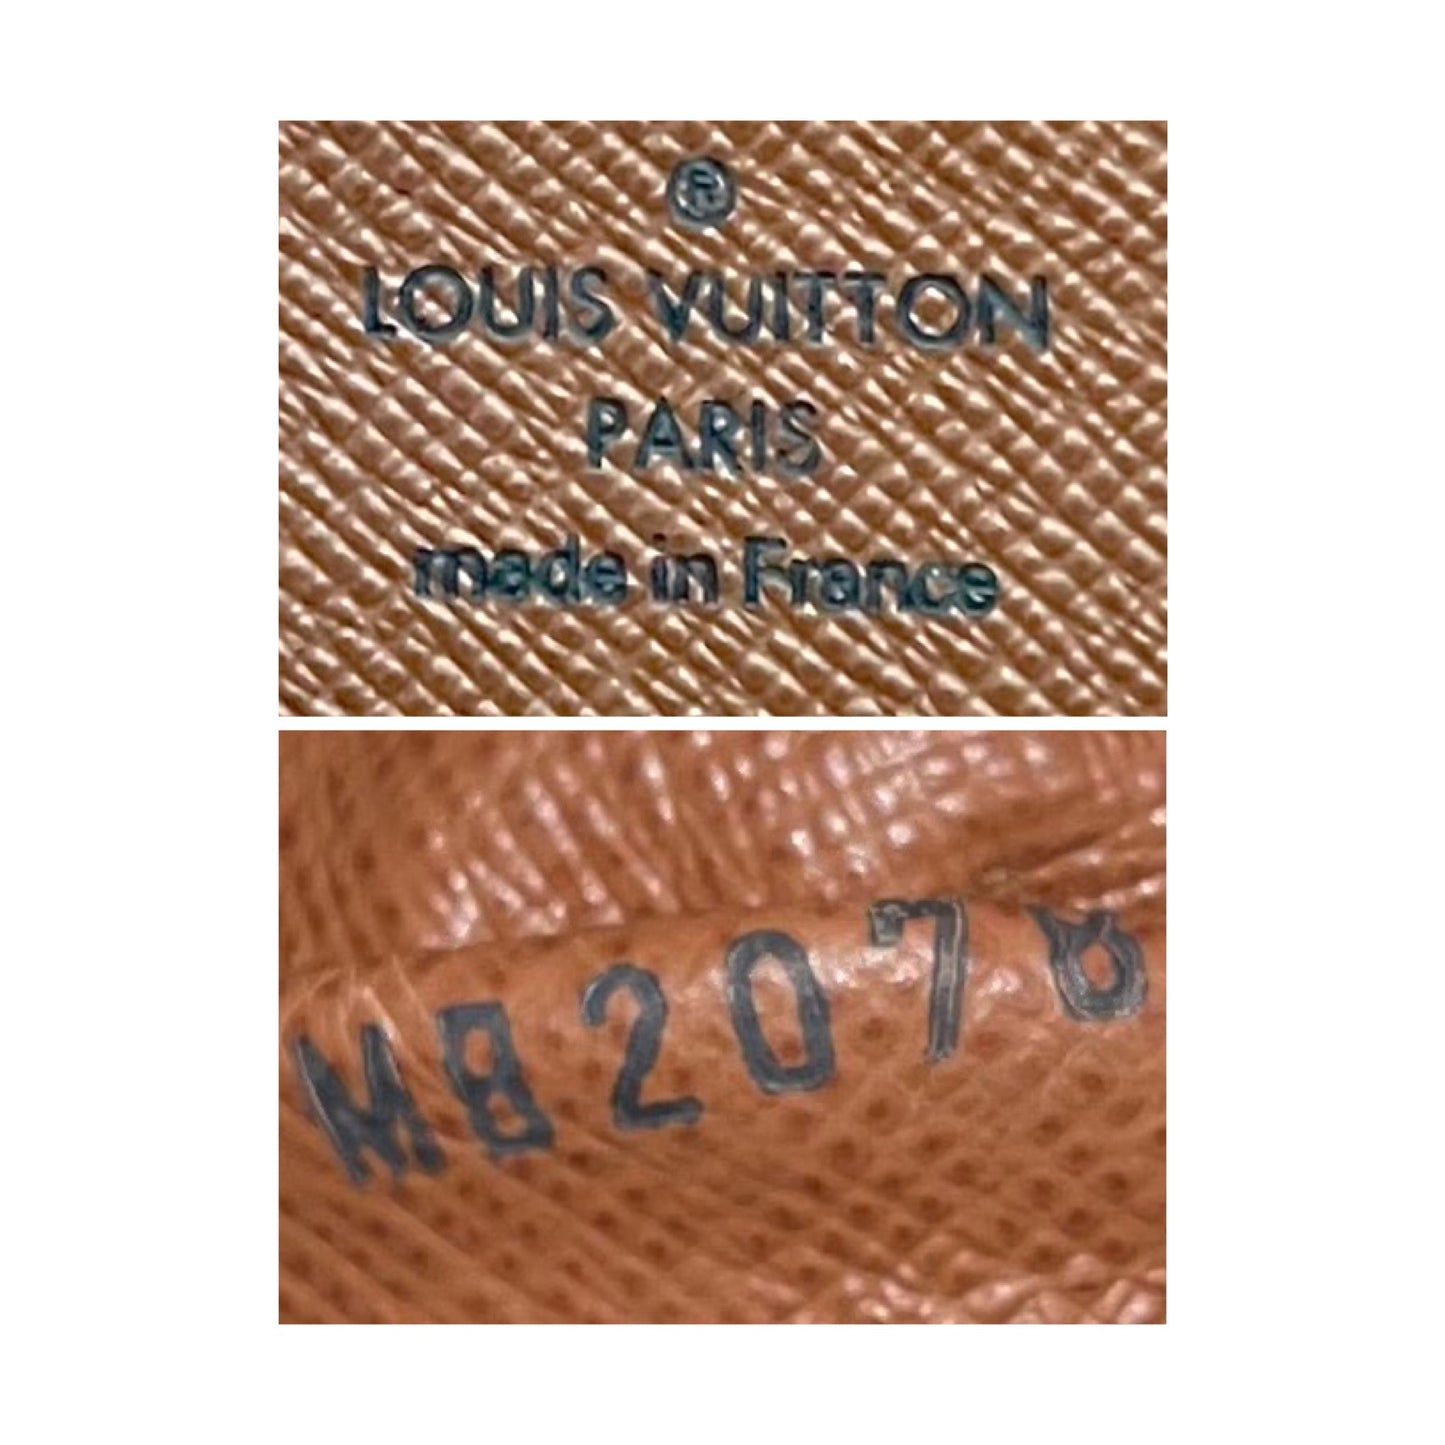 ®
LOUIS VUITTON
PARIS
made in France
MB2078